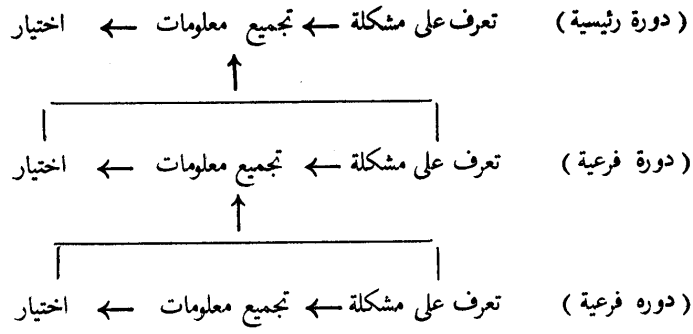 ( دورة رئيسية ) تعرف على مشكلة ← تجميع معلومات ← اختيار
( دورة فرعية ) تعرف على مشكلة ← تجميع معلومات ← اختيار
( دوره فرعية ) تعرف على مشكلة ← تجميع معلومات ← اختيار